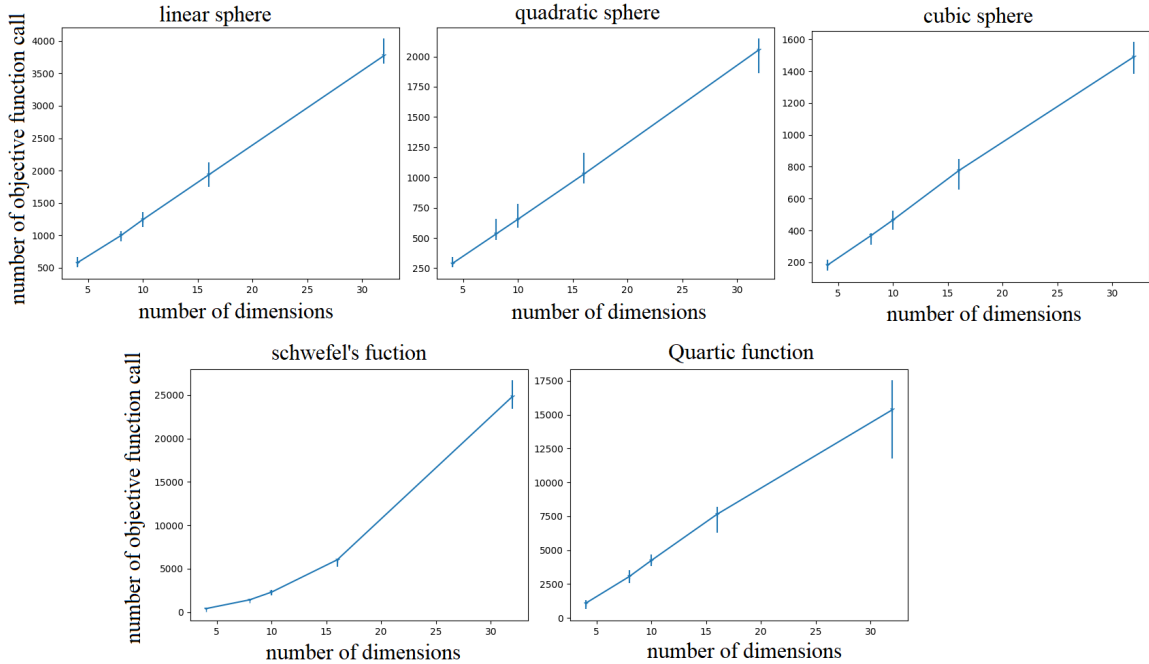 linear sphere
number of objective function call
4000
3500
3000
2500
2000
1500
1000
500
5 10 15 20 25 30
number of dimensions
quadratic sphere
2000
1750
1500
1250
1000
750
500
250
5 10 15 20 25 30
number of dimensions
cubic sphere
1600
1400
1200
1000
800
600
400
200
5 10 15 20 25 30
number of dimensions
schwefel's fuction
number of objective function call
25000
20000
15000
10000
5000
0
5 10 15 20 25 30
number of dimensions
Quartic function
17500
15000
12500
10000
7500
5000
2500
0
5 10 15 20 25 30
number of dimensions